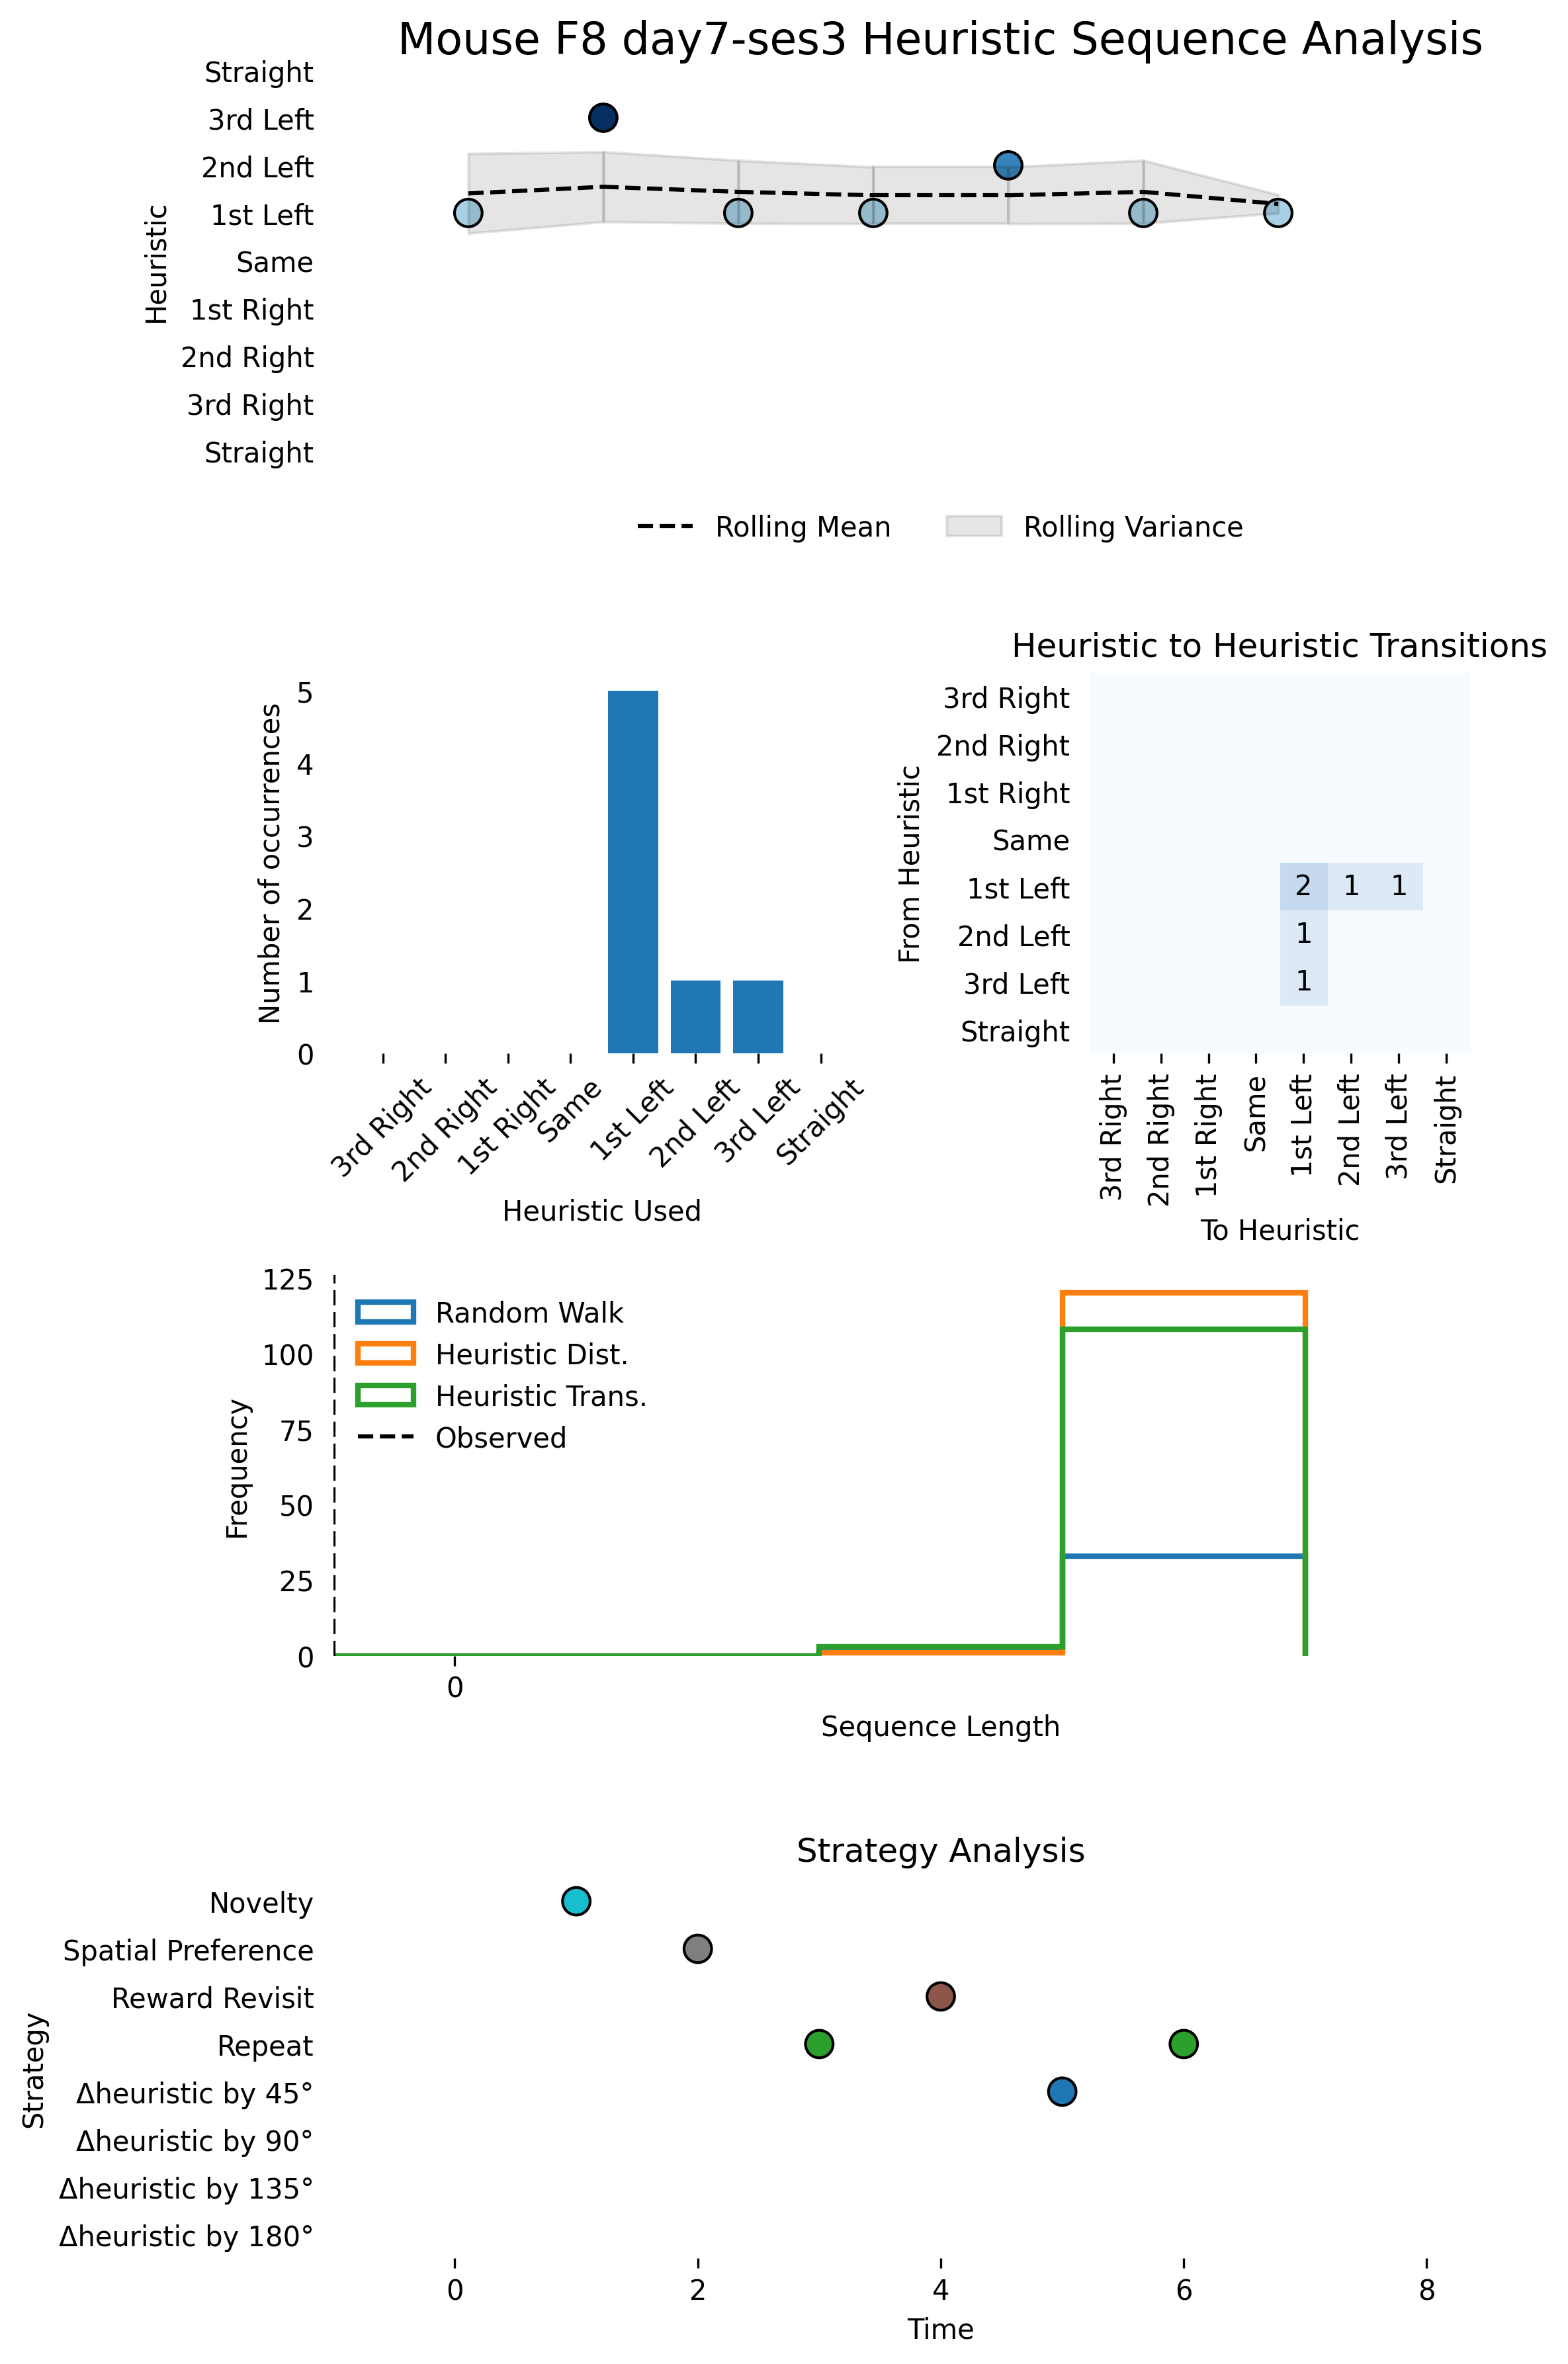 Mouse F8 day7-ses3 Heuristic Sequence Analysis
Straight
3rd Left
2nd Left
1st Left
Same
1st Right
2nd Right
3rd Right
Straight
Heuristic
Rolling Mean
Rolling Variance
5
4
3
2
1
0
Number of occurrences
3rd Right
2nd Right
1st Right
Same
1st Left
2nd Left
3rd Left
Straight
Heuristic Used
Heuristic to Heuristic Transitions
From Heuristic
3rd Right
2nd Right
1st Right
Same
1st Left
2nd Left
3rd Left
Straight
2 1 1
1
1
3rd Right
2nd Right
1st Right
Same
1st Left
2nd Left
3rd Left
Straight
To Heuristic
125
100
75
50
25
0
Frequency
Random Walk
Heuristic Dist.
Heuristic Trans.
Observed
0
Sequence Length
Strategy Analysis
Novelty
Spatial Preference
Reward Revisit
Repeat
Δheuristic by 45°
Δheuristic by 90°
Δheuristic by 135°
Δheuristic by 180°
Strategy
0 2 4 6 8
Time